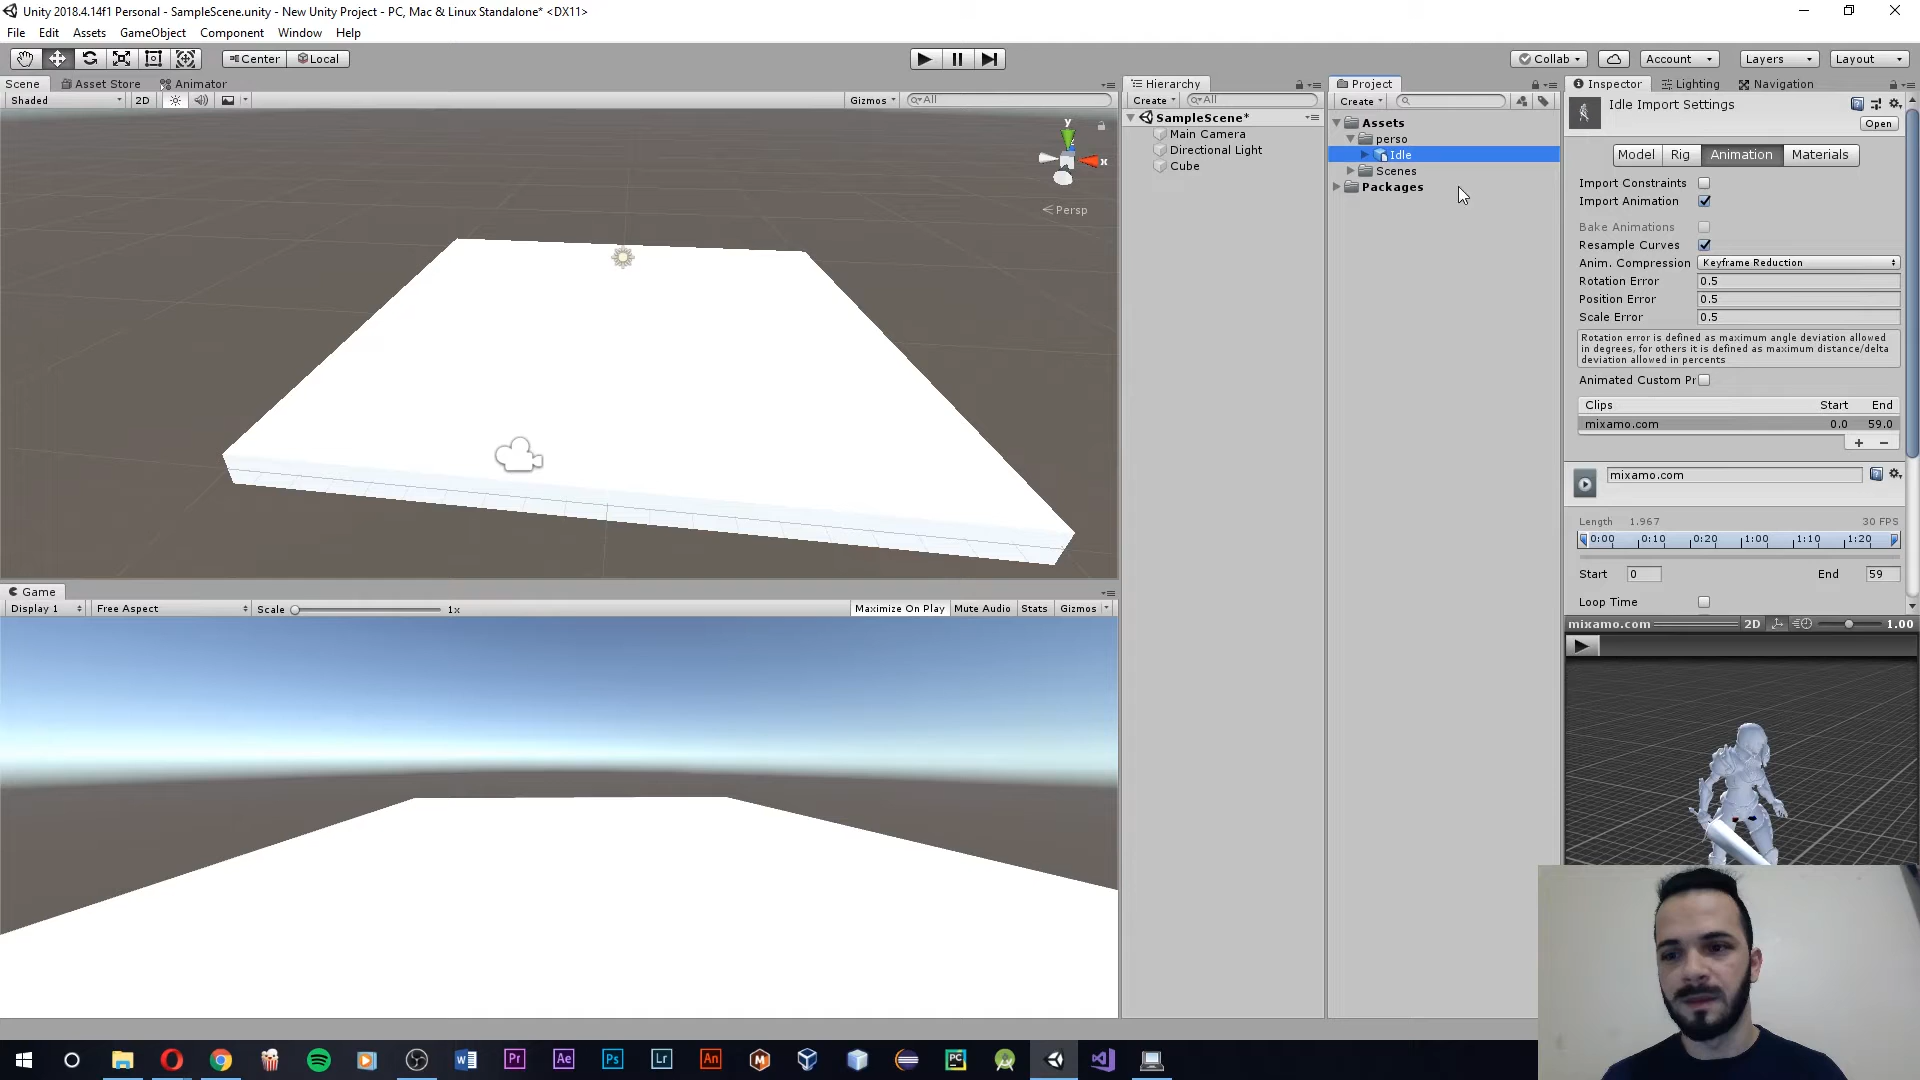 Unity 2018.4.14f1 Personal - SampleScene.unity - New Unity Project - PC, Mac & Linux Standalone* <DX11>
File Edit Assets GameObject Component Window Help
Center Local
Collab Account Layers Layout
Scene Asset Store Animator
Shaded 2D Gizmos All
y
x
Persp
Game
Display 1 Free Aspect Scale 1x Maximize On Play Mute Audio Stats Gizmos
Hierarchy
Create All
SampleScene*
Main Camera
Directional Light
Cube
Project
Create
Assets
perso
Idle
Scenes
Packages
Inspector Lighting Navigation
Idle Import Settings
Open
Model Rig Animation Materials
Import Constraints
Import Animation
Bake Animations
Resample Curves
Anim. Compression Keyframe Reduction
Rotation Error 0.5
Position Error 0.5
Scale Error 0.5
Rotation error is defined as maximum angle deviation allowed
in degrees, for others it is defined as maximum distance/delta
deviation allowed in percents
Animated Custom Pr
Clips Start End
mixamo.com 0.0 59.0
+ −
mixamo.com
Length 1.967 30 FPS
0:00 0:10 0:20 1:00 1:10 1:20
Start 0 End 59
Loop Time
mixamo.com 2D 1.00
W Pr Ae Ps Lr An PC